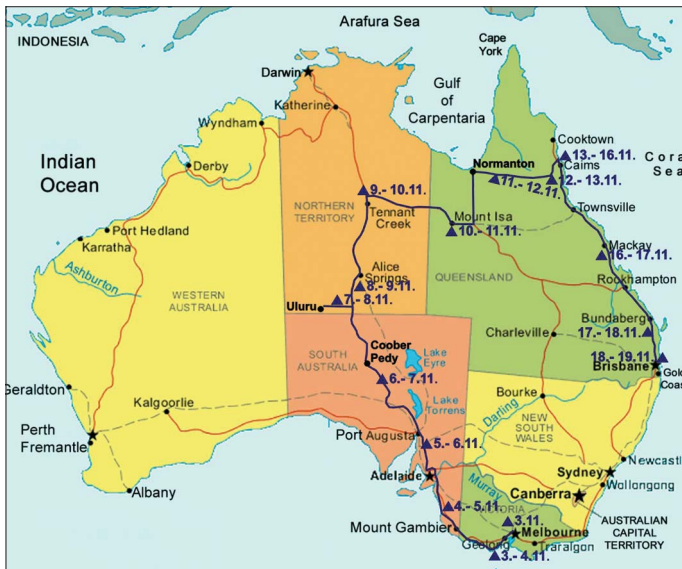 Arafura Sea
INDONESIA
Cape
York
Darwin
Gulf
of
Carpentaria
Katherine
Wyndham
Cooktown
13.- 16.11.
Cairns
Coral
Sea
Indian
Ocean
Derby
Normanton
11.- 12.11.
12.- 13.11.
9.- 10.11.
NORTHERN
TERRITORY
Tennant
Creek
Mount Isa
10.- 11.11.
Townsville
Port Hedland
Karratha
Mackay
16.- 17.11.
Ashburton
Alice
Springs
8.- 9.11.
7.- 8.11.
QUEENSLAND
Rockhampton
WESTERN
AUSTRALIA
Uluru
Bundaberg
17.- 18.11.
SOUTH
AUSTRALIA
Coober
Pedy
Lake
Eyre
Charleville
18.- 19.11.
Brisbane
Gold
Coast
6.- 7.11.
Geraldton
Kalgoorlie
Lake
Torrens
Bourke
Darling
NEW
SOUTH
WALES
Perth
Fremantle
Port Augusta
5.- 6.11.
Newcastle
Adelaide
Sydney
Wollongong
Murray
Canberra
Albany
4.- 5.11.
VICTORIA
3.11.
AUSTRALIAN
CAPITAL
TERRITORY
Mount Gambier
Melbourne
Geelong
Traralgon
3.- 4.11.